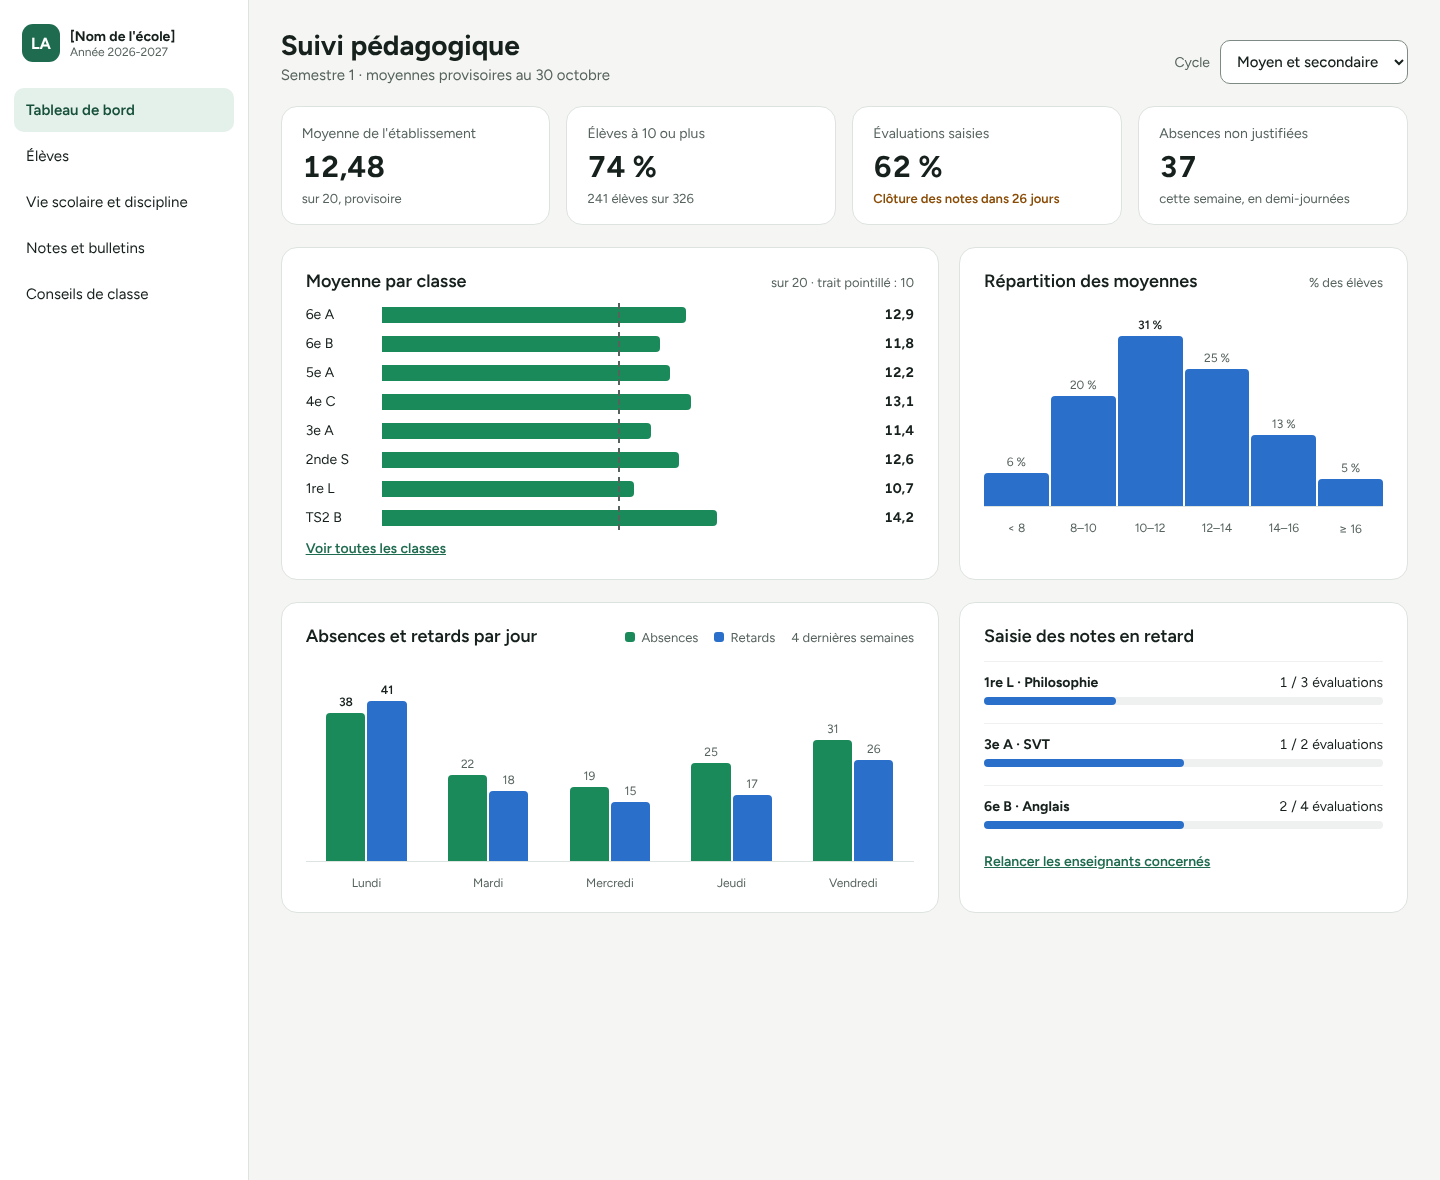 LA
[Nom de l'école]
Année 2026-2027
Tableau de bord
Élèves
Vie scolaire et discipline
Notes et bulletins
Conseils de classe
Suivi pédagogique
Semestre 1 · moyennes provisoires au 30 octobre
Cycle
Moyen et secondaire
Moyenne de l'établissement
12,48
sur 20, provisoire
Élèves à 10 ou plus
74 %
241 élèves sur 326
Évaluations saisies
62 %
Clôture des notes dans 26 jours
Absences non justifiées
37
cette semaine, en demi-journées
Moyenne par classe
sur 20 · trait pointillé : 10
6e A 12,9
6e B 11,8
5e A 12,2
4e C 13,1
3e A 11,4
2nde S 12,6
1re L 10,7
TS2 B 14,2
Voir toutes les classes
Répartition des moyennes
% des élèves
6 % 20 % 31 % 25 % 13 % 5 %
< 8 8–10 10–12 12–14 14–16 ≥ 16
Absences et retards par jour
Absences Retards 4 dernières semaines
38 41 22 18 19 15 25 17 31 26
Lundi Mardi Mercredi Jeudi Vendredi
Saisie des notes en retard
1re L · Philosophie 1 / 3 évaluations
3e A · SVT 1 / 2 évaluations
6e B · Anglais 2 / 4 évaluations
Relancer les enseignants concernés